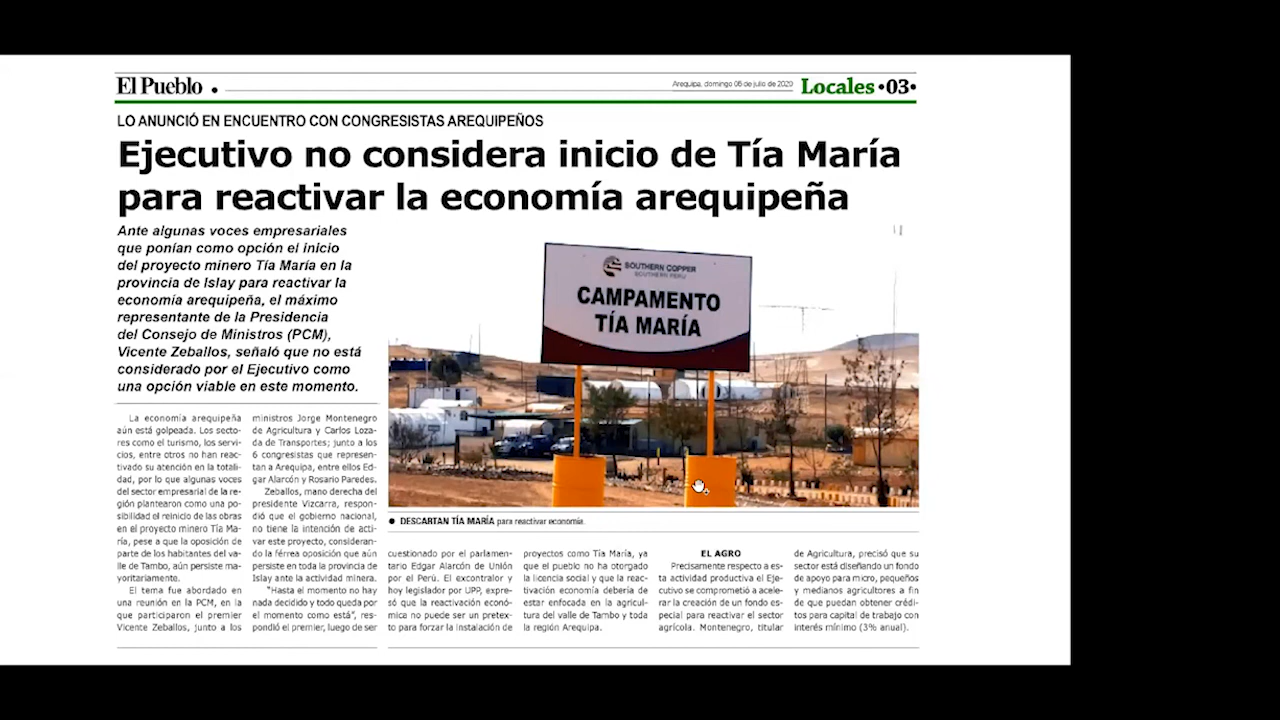 El Pueblo
Arequipa, domingo 08 de julio de 2020 Locales •03•
LO ANUNCIÓ EN ENCUENTRO CON CONGRESISTAS AREQUIPEÑOS
Ejecutivo no considera inicio de Tía María
para reactivar la economía arequipeña
Ante algunas voces empresariales
que ponían como opción el inicio
del proyecto minero Tía María en la
provincia de Islay para reactivar la
economía arequipeña, el máximo
representante de la Presidencia
del Consejo de Ministros (PCM),
Vicente Zeballos, señaló que no está
considerado por el Ejecutivo como
una opción viable en este momento.
SOUTHERN COPPER
SOUTHERN PERU
CAMPAMENTO
TÍA MARÍA
DESCARTAN TÍA MARÍA para reactivar economía.
La economía arequipeña
aún está golpeada. Los secto-
res como el turismo, los servi-
cios, entre otros no han reac-
tivado su atención en la totali-
dad, por lo que algunas voces
del sector empresarial de la re-
gión plantearon como una po-
sibilidad el reinicio de las obras
en el proyecto minero Tía Ma-
ría, pese a que la oposición de
parte de los habitantes del va-
lle de Tambo, aún persiste ma-
yoritariamente.
El tema fue abordado en
una reunión en la PCM, en la
que participaron el premier
Vicente Zeballos, junto a los
ministros Jorge Montenegro
de Agricultura y Carlos Loza-
da de Transportes; junto a los
6 congresistas que represen-
tan a Arequipa, entre ellos Ed-
gar Alarcón y Rosario Paredes.
Zeballos, mano derecha del
presidente Vizcarra, respon-
dió que el gobierno nacional,
no tiene la intención de acti-
var este proyecto, consideran-
do la férrea oposición que aún
persiste en toda la provincia de
Islay ante la actividad minera.
"Hasta el momento no hay
nada decidido y todo queda por
el momento como está", res-
pondió el premier, luego de ser
cuestionado por el parlamen-
tario Edgar Alarcón de Unión
por el Perú. El excontralor y
hoy legislador por UPP, expre-
só que la reactivación econó-
mica no puede ser un pretex-
to para forzar la instalación de
proyectos como Tía María, ya
que el pueblo no ha otorgado
la licencia social y que la reac-
tivación economía debería de
estar enfocada en la agricul-
tura del valle de Tambo y toda
la región Arequipa.
EL AGRO
Precisamente respecto a es-
ta actividad productiva el Eje-
cutivo se comprometió a acele-
rar la creación de un fondo es-
pecial para reactivar el sector
agrícola. Montenegro, titular
de Agricultura, precisó que su
sector está diseñando un fondo
de apoyo para micro, pequeños
y medianos agricultores a fin
de que puedan obtener crédi-
tos para capital de trabajo con
interés mínimo (3% anual).